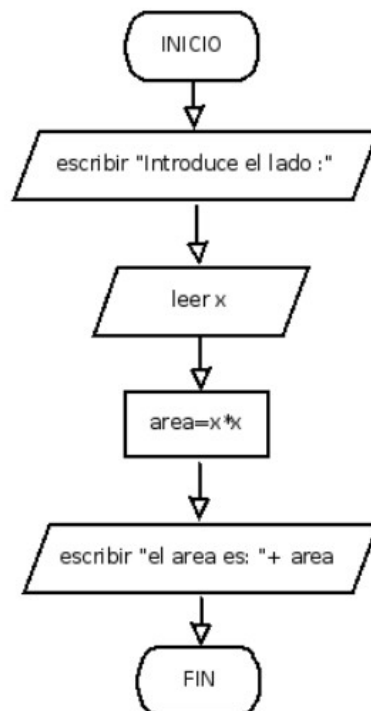 INICIO
escribir "Introduce el lado :"
leer x
area=x*x
escribir "el area es: "+ area
FIN